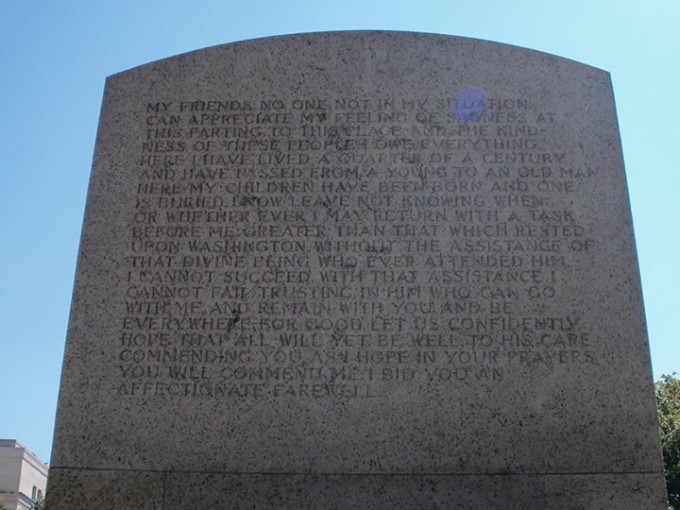 MY FRIENDS NO ONE NOT IN MY SITUATION
CAN APPRECIATE MY FEELING OF SADNESS AT
THIS PARTING TO THIS PLACE AND THE KIND-
NESS OF THESE PEOPLE I OWE EVERYTHING
HERE I HAVE LIVED A QUARTER OF A CENTURY
AND HAVE PASSED FROM A YOUNG TO AN OLD MAN
HERE MY CHILDREN HAVE BEEN BORN AND ONE
IS BURIED. I NOW LEAVE NOT KNOWING WHEN
OR WHETHER EVER I MAY RETURN WITH A TASK
BEFORE ME GREATER THAN THAT WHICH RESTED
UPON WASHINGTON WITHOUT THE ASSISTANCE OF
THAT DIVINE BEING WHO EVER ATTENDED HIM
I CANNOT SUCCEED WITH THAT ASSISTANCE I
CANNOT FAIL TRUSTING IN HIM WHO CAN GO
WITH ME AND REMAIN WITH YOU AND BE
EVERYWHERE FOR GOOD LET US CONFIDENTLY
HOPE THAT ALL WILL YET BE WELL TO HIS CARE
COMMENDING YOU AS I HOPE IN YOUR PRAYERS
YOU WILL COMMEND ME I BID YOU AN
AFFECTIONATE FAREWELL